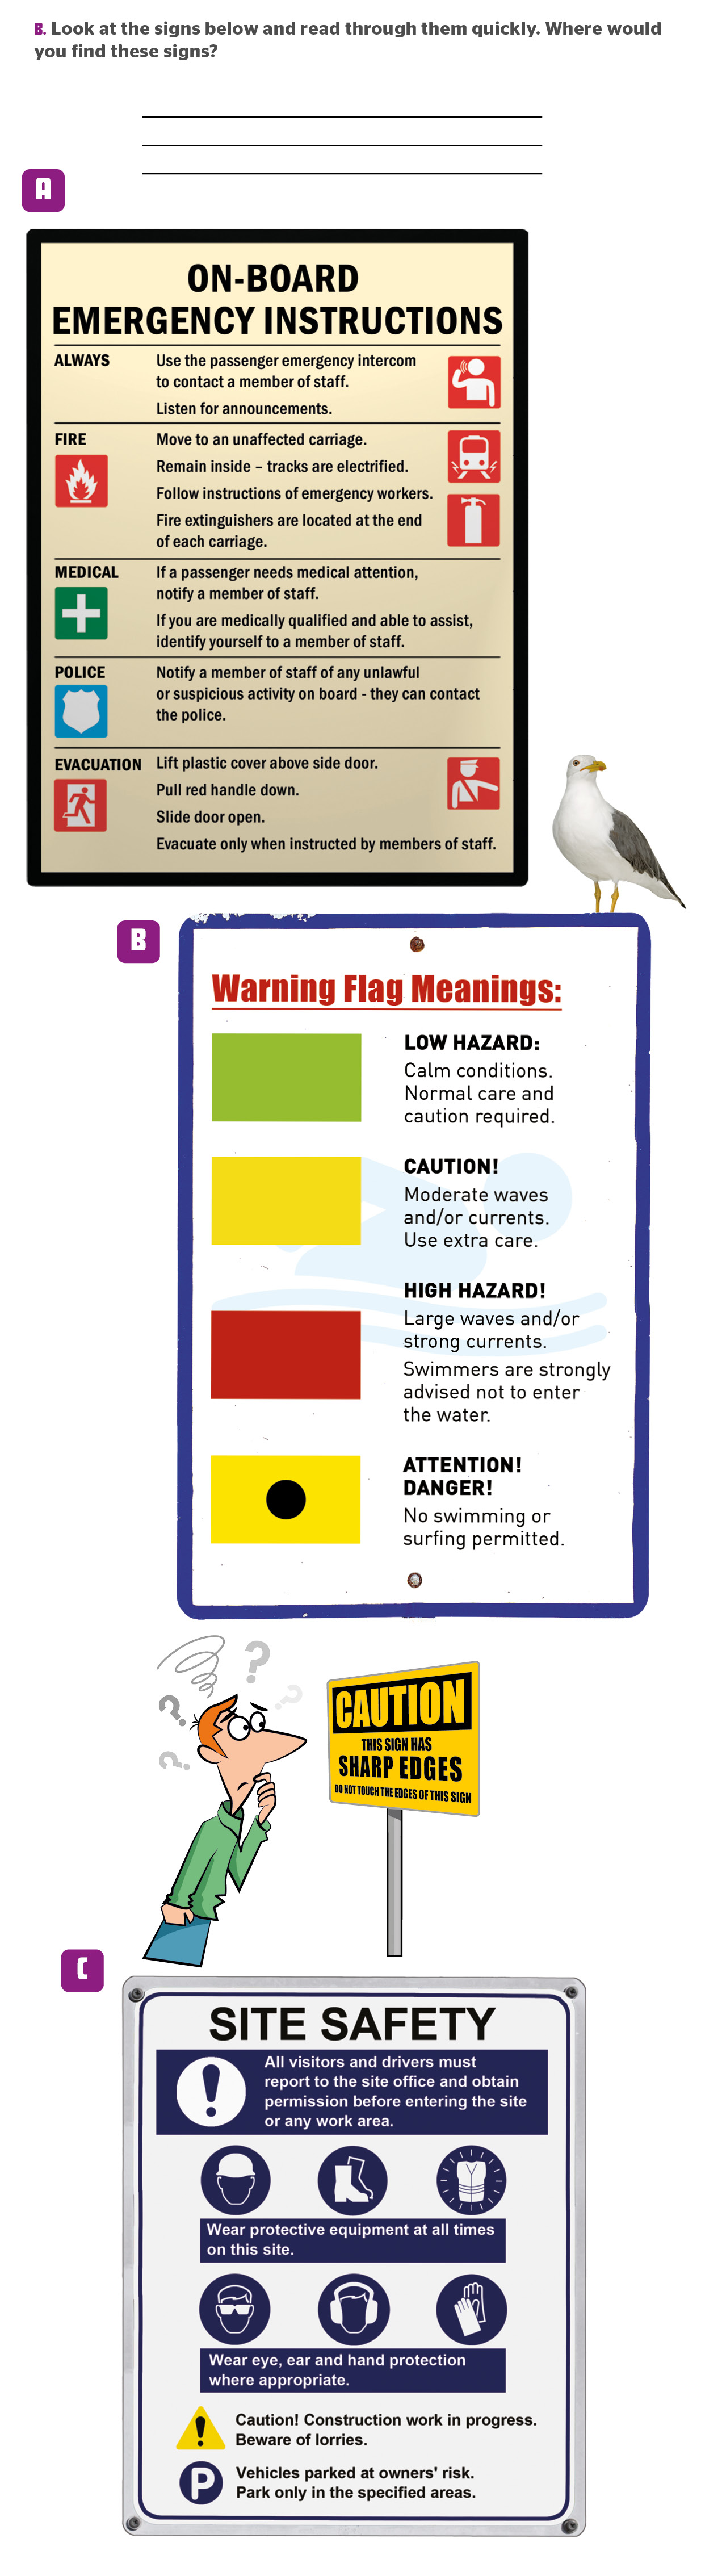 B. Look at the signs below and read through them quickly. Where would
you find these signs?
A
ON-BOARD
EMERGENCY INSTRUCTIONS
ALWAYS
Use the passenger emergency intercom
to contact a member of staff.
Listen for announcements.
FIRE
Move to an unaffected carriage.
Remain inside – tracks are electrified.
Follow instructions of emergency workers.
Fire extinguishers are located at the end
of each carriage.
MEDICAL
If a passenger needs medical attention,
notify a member of staff.
If you are medically qualified and able to assist,
identify yourself to a member of staff.
POLICE
Notify a member of staff of any unlawful
or suspicious activity on board - they can contact
the police.
EVACUATION
Lift plastic cover above side door.
Pull red handle down.
Slide door open.
Evacuate only when instructed by members of staff.
B
Warning Flag Meanings:
LOW HAZARD:
Calm conditions.
Normal care and
caution required.
CAUTION!
Moderate waves
and/or currents.
Use extra care.
HIGH HAZARD!
Large waves and/or
strong currents.
Swimmers are strongly
advised not to enter
the water.
ATTENTION!
DANGER!
No swimming or
surfing permitted.
? ? ? ?
CAUTION
THIS SIGN HAS
SHARP EDGES
DO NOT TOUCH THE EDGES OF THIS SIGN
C
SITE SAFETY
!
All visitors and drivers must
report to the site office and obtain
permission before entering the site
or any work area.
Wear protective equipment at all times
on this site.
Wear eye, ear and hand protection
where appropriate.
!
Caution! Construction work in progress.
Beware of lorries.
P
Vehicles parked at owners' risk.
Park only in the specified areas.